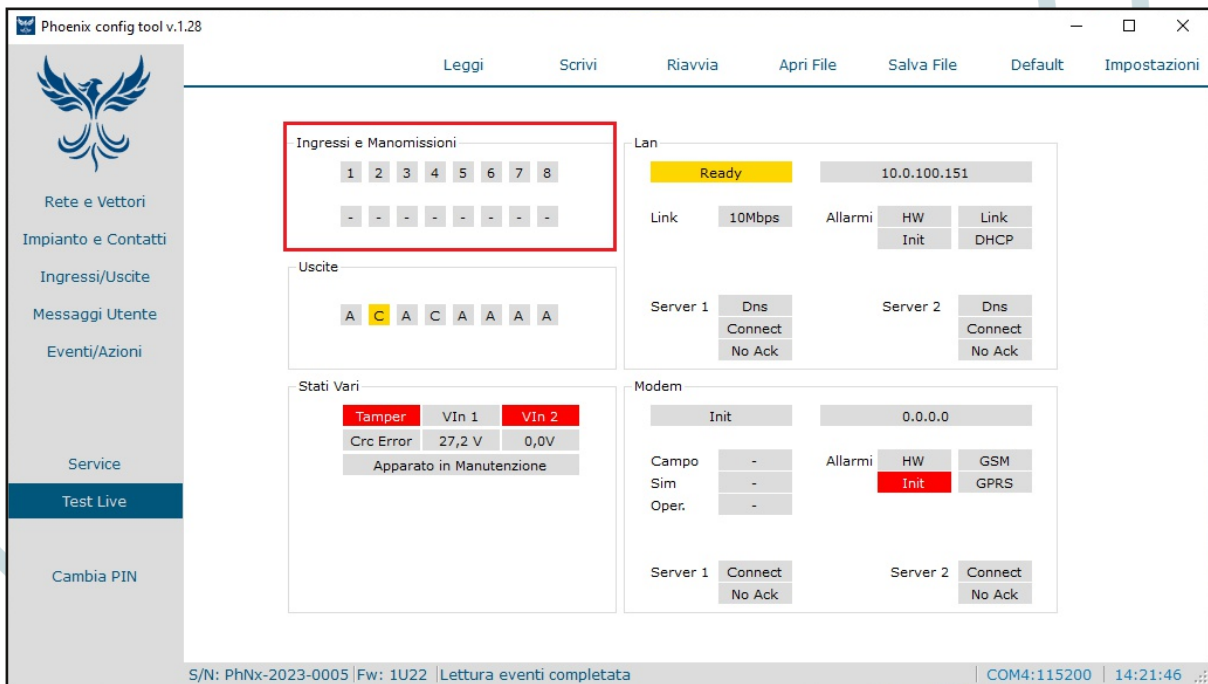 Phoenix config tool v.1.28
Leggi Scrivi Riavvia Apri File Salva File Default Impostazioni
Rete e Vettori
Impianto e Contatti
Ingressi/Uscite
Messaggi Utente
Eventi/Azioni
Service
Test Live
Cambia PIN
Ingressi e Manomissioni
1 2 3 4 5 6 7 8
- - - - - - - -
Uscite
A C A C A A A A
Stati Vari
Tamper VIn 1 VIn 2
Crc Error 27,2 V 0,0V
Apparato in Manutenzione
Lan
Ready 10.0.100.151
Link 10Mbps Allarmi HW Link
Init DHCP
Server 1 Dns Server 2 Dns
Connect Connect
No Ack No Ack
Modem
Init 0.0.0.0
Campo - Allarmi HW GSM
Sim - Init GPRS
Oper. -
Server 1 Connect Server 2 Connect
No Ack No Ack
S/N: PhNx-2023-0005 Fw: 1U22 Lettura eventi completata COM4:115200 14:21:46